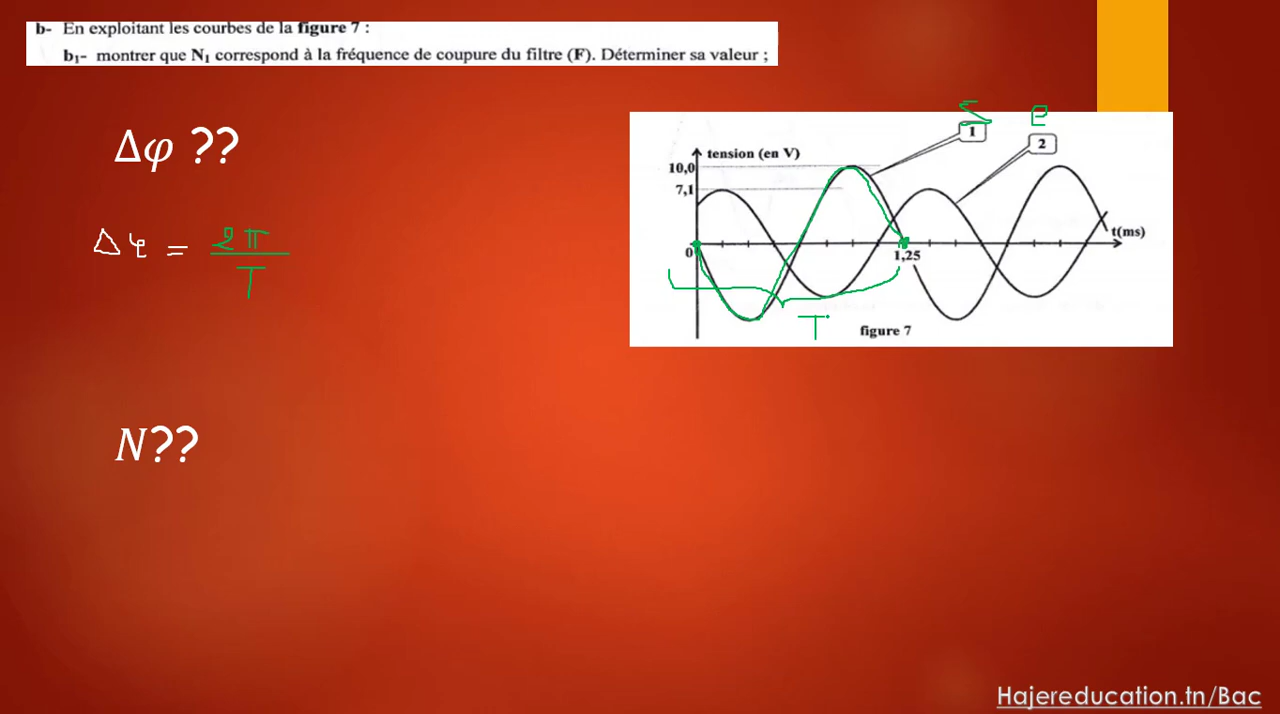 b- En exploitant les courbes de la figure 7 :
b₁- montrer que N₁ correspond à la fréquence de coupure du filtre (F). Déterminer sa valeur ;
Δφ ??
Δφ = 2π / T
N??
S E
1
2
tension (en V)
10,0
7,1
0
1,25
t(ms)
T
figure 7
Hajereducation.tn/Bac